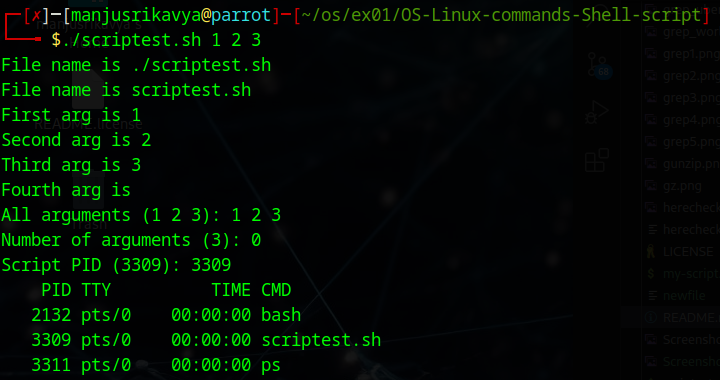 ┌─[✗]─[manjusrikavya@parrot]─[~/os/ex01/OS-Linux-commands-Shell-script]
└──╼ $./scriptest.sh 1 2 3
File name is ./scriptest.sh
File name is scriptest.sh
First arg is 1
Second arg is 2
Third arg is 3
Fourth arg is
All arguments (1 2 3): 1 2 3
Number of arguments (3): 0
Script PID (3309): 3309
PID TTY TIME CMD
2132 pts/0 00:00:00 bash
3309 pts/0 00:00:00 scriptest.sh
3311 pts/0 00:00:00 ps
grep1.png
grep2.png
grep3.png
grep4.png
grep5.png
gunzip.png
gz.png
herecheck
herecheck
LICENSE
my-script
newfile
README
Screensho
Screensho